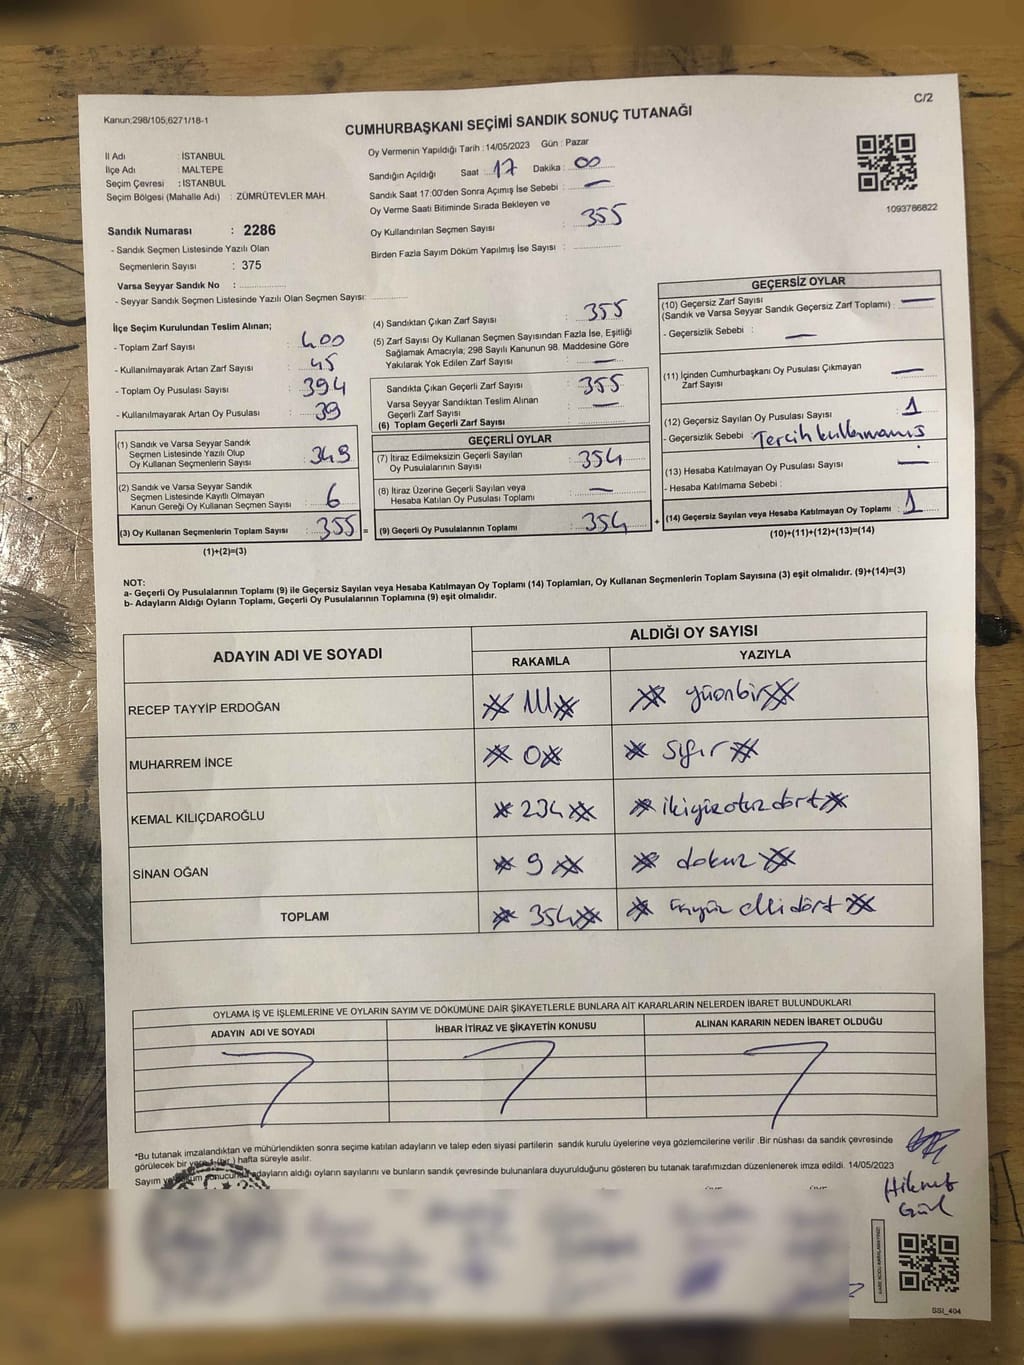 C/2
Kanun;298/105;6271/18-1
CUMHURBAŞKANI SEÇİMİ SANDIK SONUÇ TUTANAĞI
İl Adı : İSTANBUL
İlçe Adı : MALTEPE
Seçim Çevresi : İSTANBUL
Seçim Bölgesi (Mahalle Adı) : ZÜMRÜTEVLER MAH.
Oy Vermenin Yapıldığı Tarih : 14/05/2023 Gün : Pazar
Sandığın Açıldığı Saat : 17 Dakika : 00
Sandık Saat 17:00'den Sonra Açımış İse Sebebi : —
Oy Verme Saati Bitiminde Sırada Bekleyen ve
Oy Kullandırılan Seçmen Sayısı : 355
Birden Fazla Sayım Döküm Yapılmış İse Sayısı :
1093786822
Sandık Numarası : 2286
- Sandık Seçmen Listesinde Yazılı Olan
Seçmenlerin Sayısı : 375
Varsa Seyyar Sandık No :
- Seyyar Sandık Seçmen Listesinde Yazılı Olan Seçmen Sayısı:
İlçe Seçim Kurulundan Teslim Alınan;
- Toplam Zarf Sayısı : 400
- Kullanılmayarak Artan Zarf Sayısı : 45
- Toplam Oy Pusulası Sayısı : 394
- Kullanılmayarak Artan Oy Pusulası : 39
(1) Sandık ve Varsa Seyyar Sandık
Seçmen Listesinde Yazılı Olup
Oy Kullanan Seçmenlerin Sayısı : 349
(2) Sandık ve Varsa Seyyar Sandık
Seçmen Listesinde Kayıtlı Olmayan
Kanun Gereği Oy Kullanan Seçmen Sayısı : 6
(3) Oy Kullanan Seçmenlerin Toplam Sayısı : 355 =
(1)+(2)=(3)
(4) Sandıktan Çıkan Zarf Sayısı : 355
(5) Zarf Sayısı Oy Kullanan Seçmen Sayısından Fazla İse, Eşitliği
Sağlamak Amacıyla; 298 Sayılı Kanunun 98. Maddesine Göre
Yakılarak Yok Edilen Zarf Sayısı : —
Sandıkta Çıkan Geçerli Zarf Sayısı : 355
Varsa Seyyar Sandıktan Teslim Alınan
Geçerli Zarf Sayısı : —
(6) Toplam Geçerli Zarf Sayısı :
GEÇERLİ OYLAR
(7) İtiraz Edilmeksizin Geçerli Sayılan
Oy Pusulalarının Sayısı : 354
(8) İtiraz Üzerine Geçerli Sayılan veya
Hesaba Katılan Oy Pusulası Toplamı : —
(9) Geçerli Oy Pusulalarının Toplamı : 354 +
GEÇERSİZ OYLAR
(10) Geçersiz Zarf Sayısı
(Sandık ve Varsa Seyyar Sandık Geçersiz Zarf Toplamı) : —
- Geçersizlik Sebebi : —
(11) İçinden Cumhurbaşkanı Oy Pusulası Çıkmayan
Zarf Sayısı : —
(12) Geçersiz Sayılan Oy Pusulası Sayısı : 1
- Geçersizlik Sebebi : Tercih kullanmamış
(13) Hesaba Katılmayan Oy Pusulası Sayısı : —
- Hesaba Katılmama Sebebi :
(14) Geçersiz Sayılan veya Hesaba Katılmayan Oy Toplamı : 1
(10)+(11)+(12)+(13)=(14)
NOT:
a- Geçerli Oy Pusulalarının Toplamı (9) ile Geçersiz Sayılan veya Hesaba Katılmayan Oy Toplamı (14) Toplamları, Oy Kullanan Seçmenlerin Toplam Sayısına (3) eşit olmalıdır. (9)+(14)=(3)
b- Adayların Aldığı Oyların Toplamı, Geçerli Oy Pusulalarının Toplamına (9) eşit olmalıdır.
ADAYIN ADI VE SOYADI
ALDIĞI OY SAYISI
RAKAMLA YAZIYLA
RECEP TAYYİP ERDOĞAN 111 yüzonbir
MUHARREM İNCE 0 sıfır
KEMAL KILIÇDAROĞLU 234 ikiyüzotuzdört
SİNAN OĞAN 9 dokuz
TOPLAM 354 üçyüz elli dört
OYLAMA İŞ VE İŞLEMLERİNE VE OYLARIN SAYIM VE DÖKÜMÜNE DAİR ŞİKAYETLERLE BUNLARA AİT KARARLARIN NELERDEN İBARET BULUNDUKLARI
ADAYIN ADI VE SOYADI İHBAR İTİRAZ VE ŞİKAYETİN KONUSU ALINAN KARARIN NEDEN İBARET OLDUĞU
*Bu tutanak imzalandıktan ve mühürlendikten sonra seçime katılan adayların ve talep eden siyasi partilerin sandık kurulu üyelerine veya gözlemcilerine verilir .Bir nüshası da sandık çevresinde
görülecek bir yere 1 (bir ) hafta süreyle asılır.
Sayım ve döküm sonucunda adayların aldığı oyların sayılarını ve bunların sandık çevresinde bulunanlara duyurulduğunu gösteren bu tutanak tarafımızdan düzenlenerek imza edildi. 14/05/2023
Hikmet
Gül
SSI_404